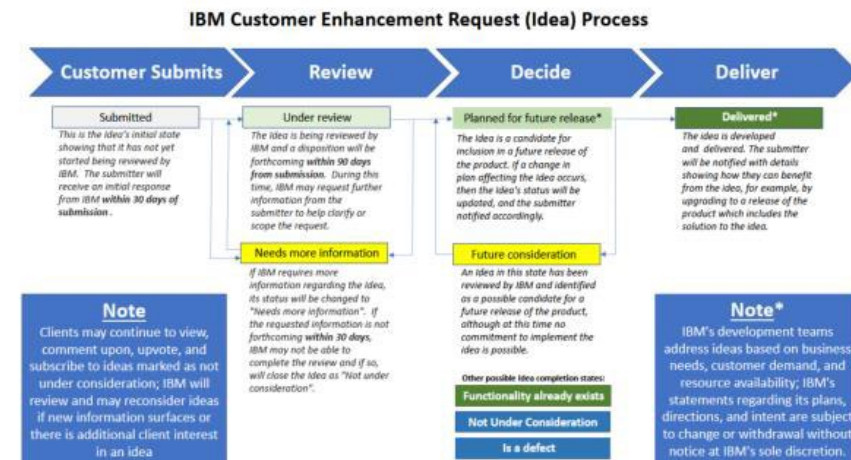 IBM Customer Enhancement Request (Idea) Process
Customer Submits
Review
Decide
Deliver
Submitted
This is the Idea's initial state
showing that it has not yet
started being reviewed by
IBM. The submitter will
receive an initial response
from IBM within 30 days of
submission .
Under review
The Idea is being reviewed by
IBM and a disposition will be
forthcoming within 90 days
from submission. During this
time, IBM may request further
information from the
submitter to help clarify or
scope the request.
Needs more information
If IBM requires more
information regarding the Idea,
its status will be changed to
"Needs more information". If
the requested information is not
forthcoming within 30 days,
IBM may not be able to
complete the review and if so,
will close the Idea as "Not under
consideration".
Planned for future release*
The Idea is a candidate for
inclusion in a future release of
the product. If a change in
plan affecting the Idea occurs,
then the Idea's status will be
updated, and the submitter
notified accordingly.
Future consideration
An Idea in this state has been
reviewed by IBM and identified
as a possible candidate for a
future release of the product,
although at this time no
commitment to implement the
idea is possible.
Other possible Idea completion states:
Functionality already exists
Not Under Consideration
Is a defect
Delivered*
The idea is developed
and delivered. The submitter
will be notified with details
showing how they can benefit
from the idea, for example, by
upgrading to a release of the
product which includes the
solution to the idea.
Note
Clients may continue to view,
comment upon, upvote, and
subscribe to ideas marked as
not under consideration; IBM will
review and may reconsider ideas
if new information surfaces or
there is additional client interest
in an idea
Note*
IBM's development teams
address ideas based on business
needs, customer demand, and
resource availability; IBM's
statements regarding its plans,
directions, and intent are subject
to change or withdrawal without
notice at IBM's sole discretion.